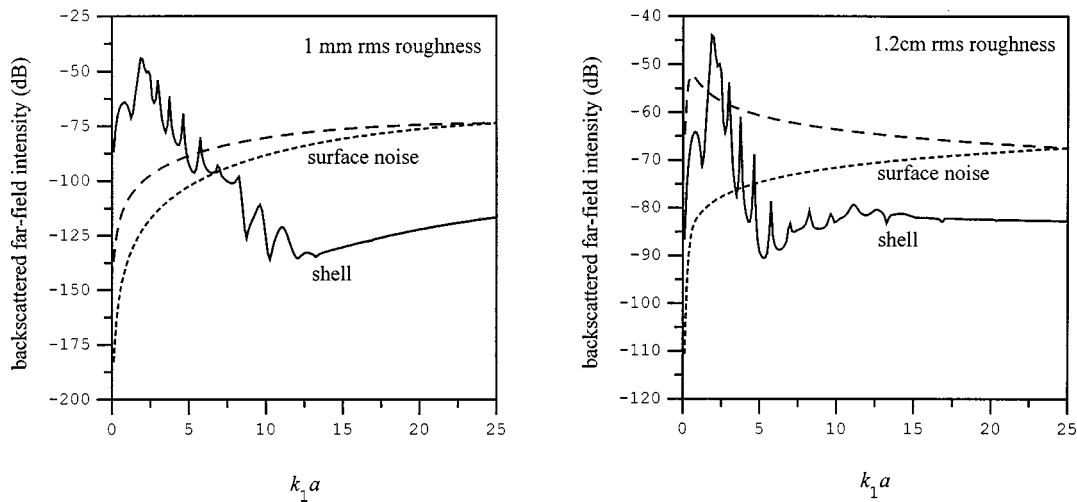 backscattered far-field intensity (dB)
-25
-50
-75
-100
-125
-150
-175
-200
1 mm rms roughness
surface noise
shell
0
5
10
15
20
25
k₁a
backscattered far-field intensity (dB)
-40
-50
-60
-70
-80
-90
-100
-110
-120
1.2cm rms roughness
surface noise
shell
0
5
10
15
20
25
k₁a